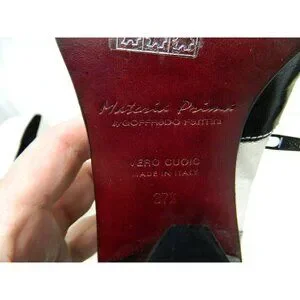 Materia Prima
by GOFFREDO FANTINI
VERO CUOIO
MADE IN ITALY
37½